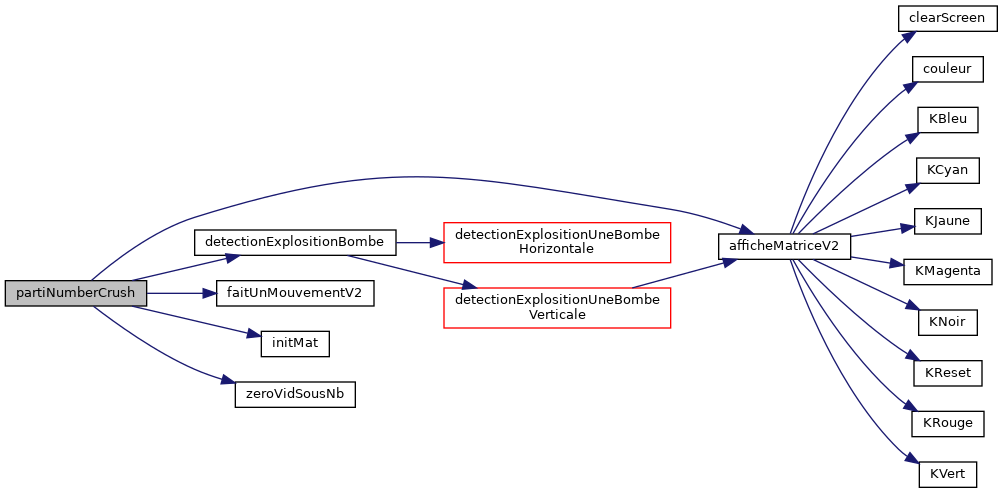 clearScreen
couleur
KBleu
KCyan
KJaune
KMagenta
KNoir
KReset
KRouge
KVert
afficheMatriceV2
detectionExplositionUneBombe
Horizontale
detectionExplositionUneBombe
Verticale
detectionExplositionBombe
faitUnMouvementV2
initMat
zeroVidSousNb
partiNumberCrush